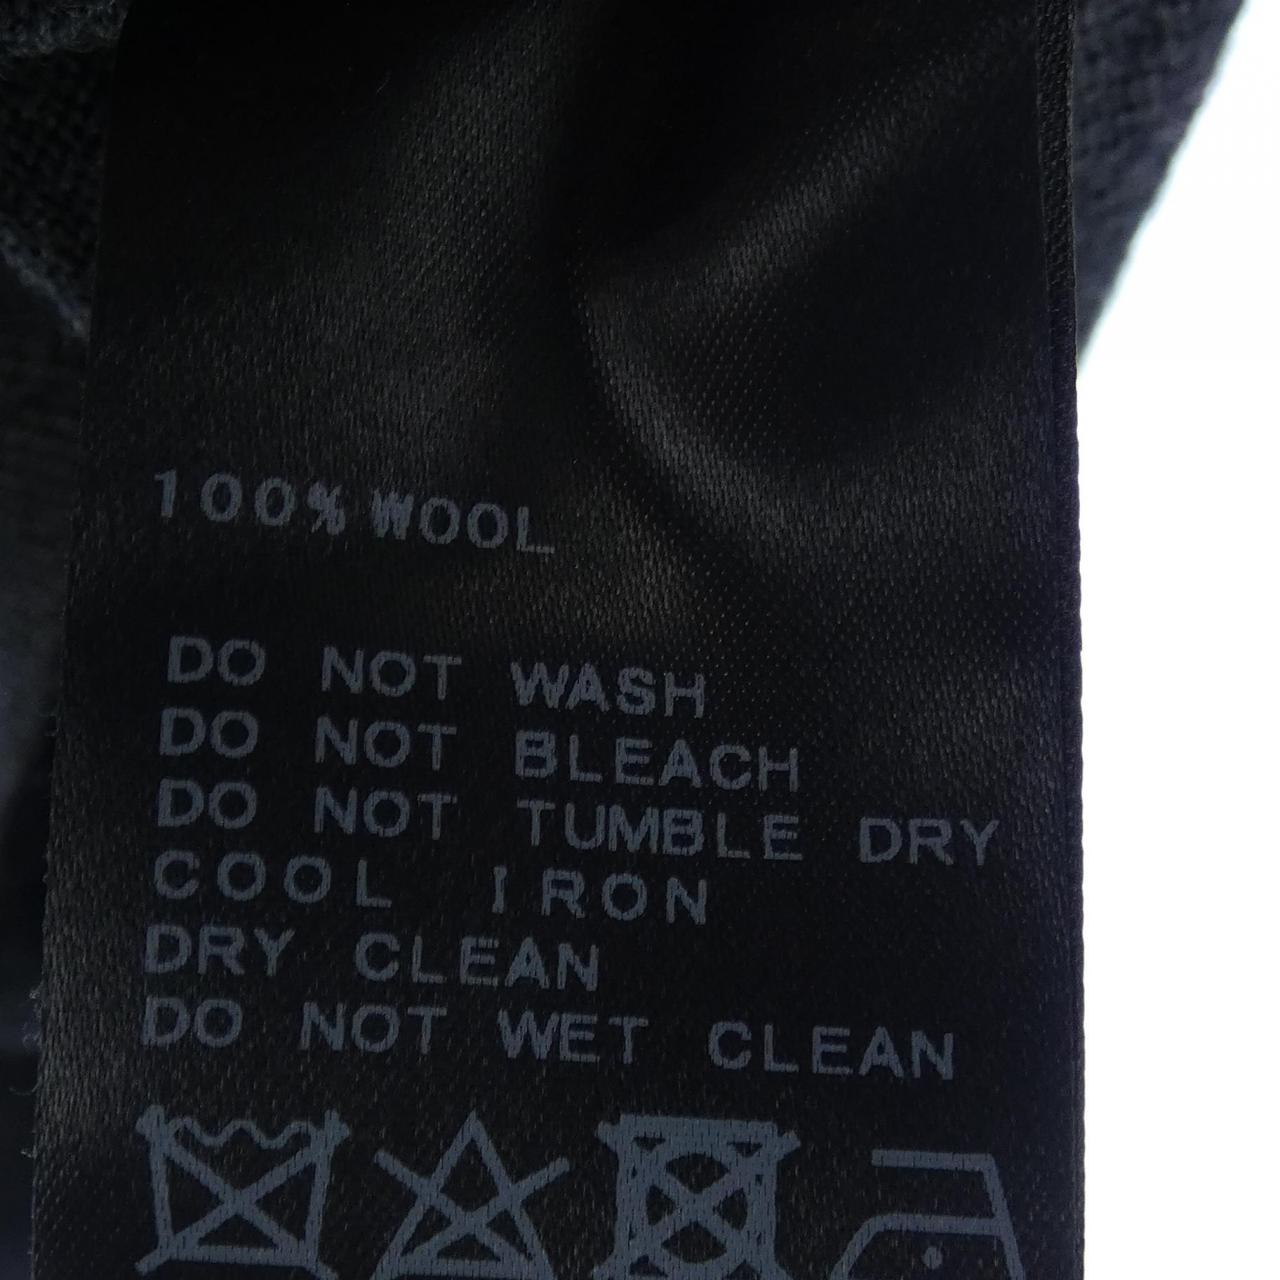 100% WOOL
DO NOT WASH
DO NOT BLEACH
DO NOT TUMBLE DRY
COOL IRON
DRY CLEAN
DO NOT WET CLEAN